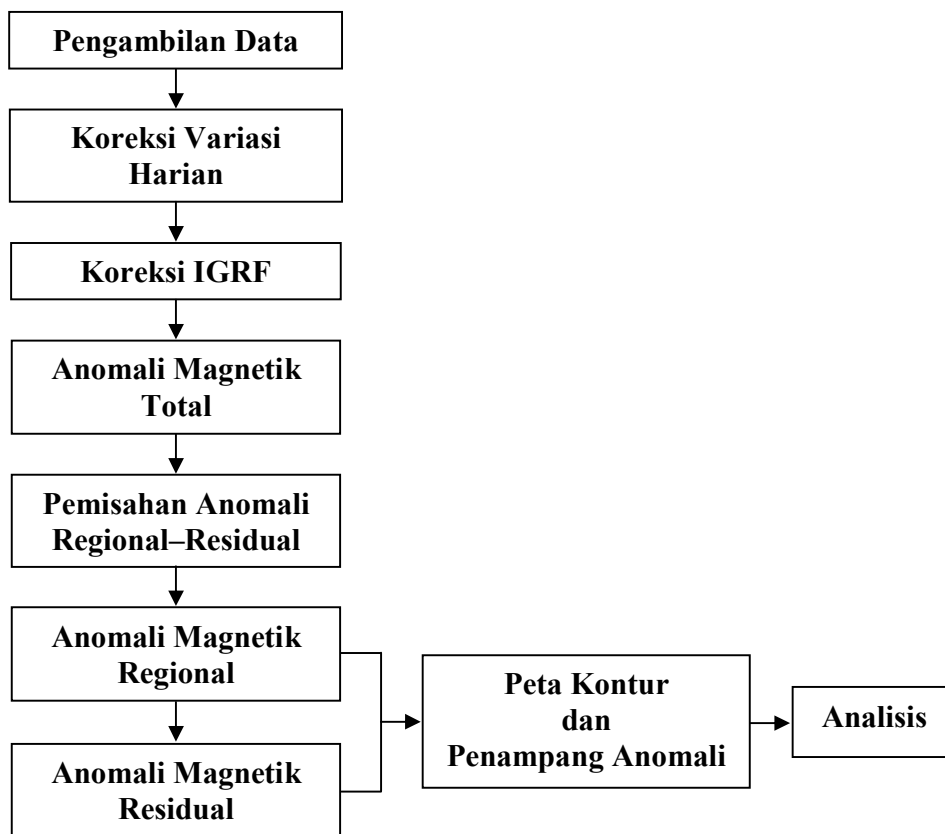 Pengambilan Data
Koreksi Variasi
Harian
Koreksi IGRF
Anomali Magnetik
Total
Pemisahan Anomali
Regional–Residual
Anomali Magnetik
Regional
Anomali Magnetik
Residual
Peta Kontur
dan
Penampang Anomali
Analisis